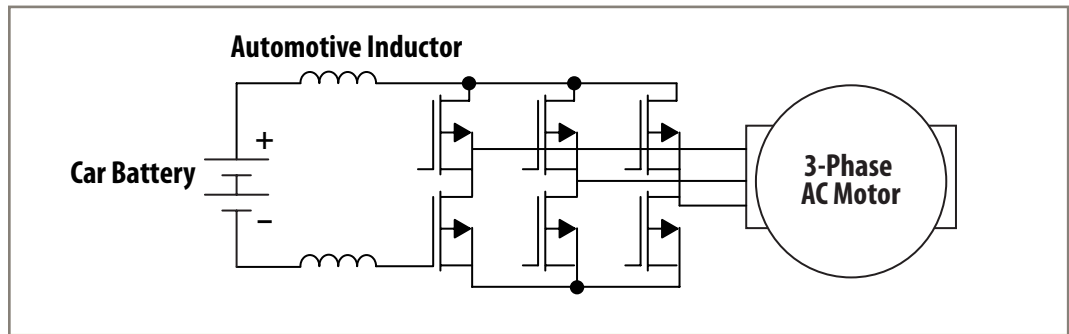 Automotive Inductor
+
Car Battery
–
3-Phase
AC Motor